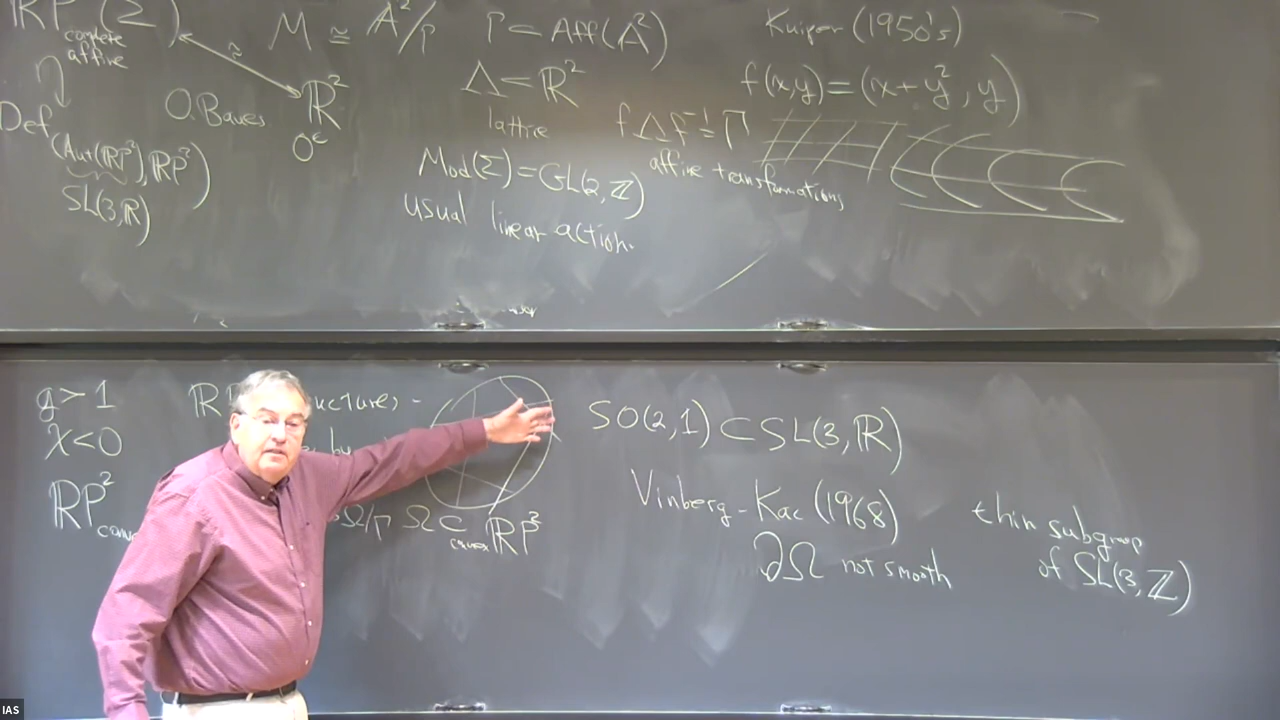 RP² complete affine (Σ)
M ≅ A²/Γ
Γ ⊂ Aff(A²)
Kuiper (1950's)
Λ ⊂ R²
lattice
f(x,y) = (x + y², y)
Def(Aut(RP²), RP²)
SL(3,R)
O. Baues
≈
R²
0 ∈
f Λ f⁻¹ = Γ
affine transformations
Mod(Σ) = GL(2,Z)
usual linear action.
g > 1
χ < 0
RP²
Ω/Γ Ω ⊂ RP²
convex
SO(2,1) ⊂ SL(3,R)
Vinberg-Kac (1968)
∂Ω not smooth
thin subgroup
of SL(3,Z)
IAS